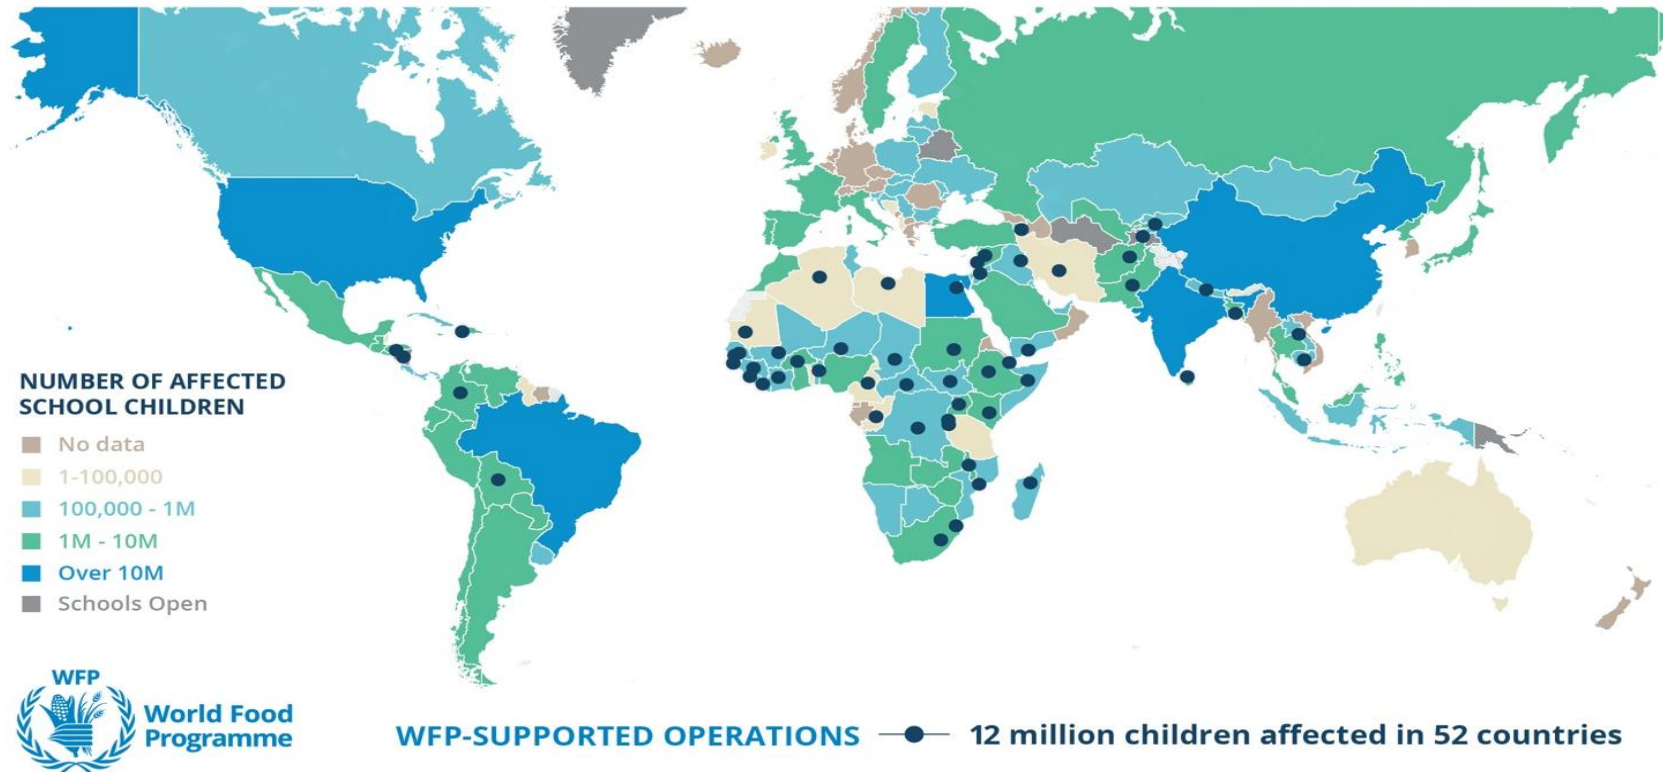 NUMBER OF AFFECTED
SCHOOL CHILDREN
No data
1-100,000
100,000 - 1M
1M - 10M
Over 10M
Schools Open
WFP
World Food
Programme
WFP-SUPPORTED OPERATIONS
12 million children affected in 52 countries